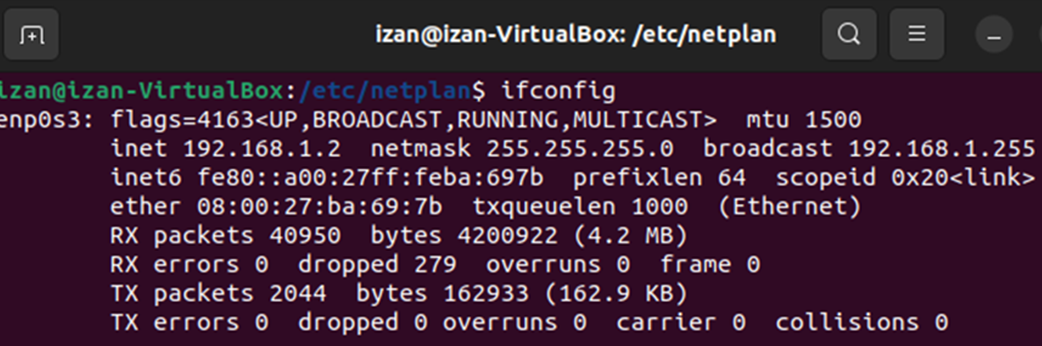 izan@izan-VirtualBox: /etc/netplan
izan@izan-VirtualBox:/etc/netplan$ ifconfig
enp0s3: flags=4163<UP,BROADCAST,RUNNING,MULTICAST>  mtu 1500
        inet 192.168.1.2  netmask 255.255.255.0  broadcast 192.168.1.255
        inet6 fe80::a00:27ff:feba:697b  prefixlen 64  scopeid 0x20<link>
        ether 08:00:27:ba:69:7b  txqueuelen 1000  (Ethernet)
        RX packets 40950  bytes 4200922 (4.2 MB)
        RX errors 0  dropped 279  overruns 0  frame 0
        TX packets 2044  bytes 162933 (162.9 KB)
        TX errors 0  dropped 0 overruns 0  carrier 0  collisions 0